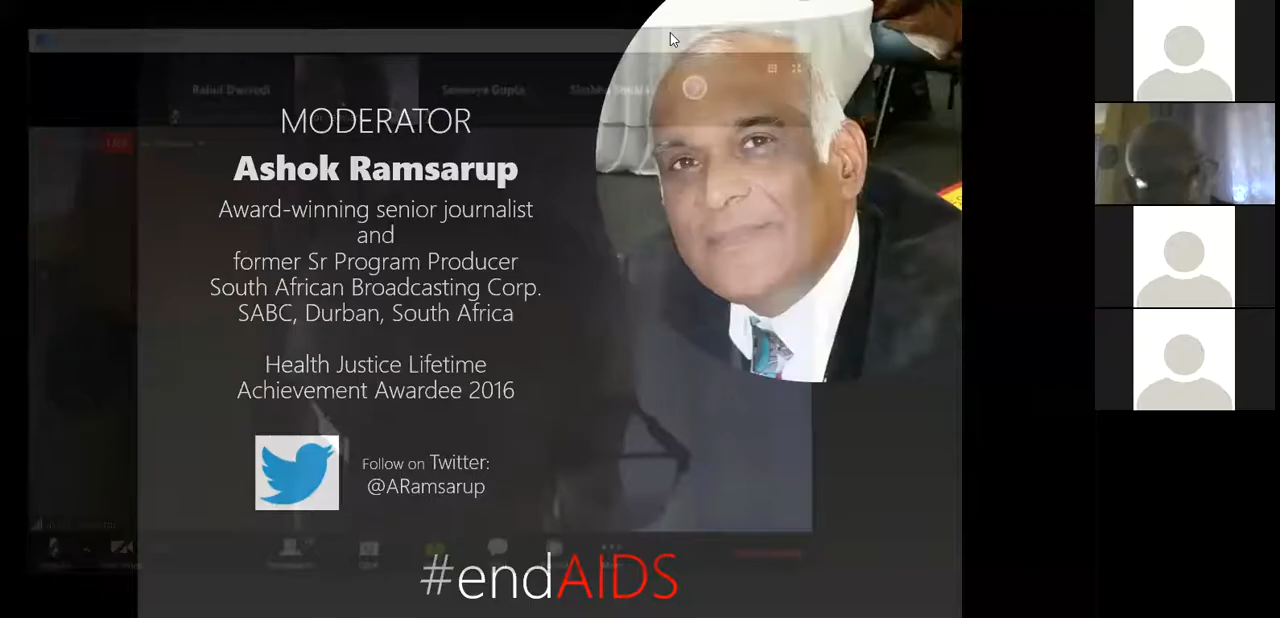 MODERATOR
Ashok Ramsarup
Award-winning senior journalist
and
former Sr Program Producer
South African Broadcasting Corp.
SABC, Durban, South Africa
Health Justice Lifetime
Achievement Awardee 2016
Follow on Twitter:
@ARamsarup
#endAIDS